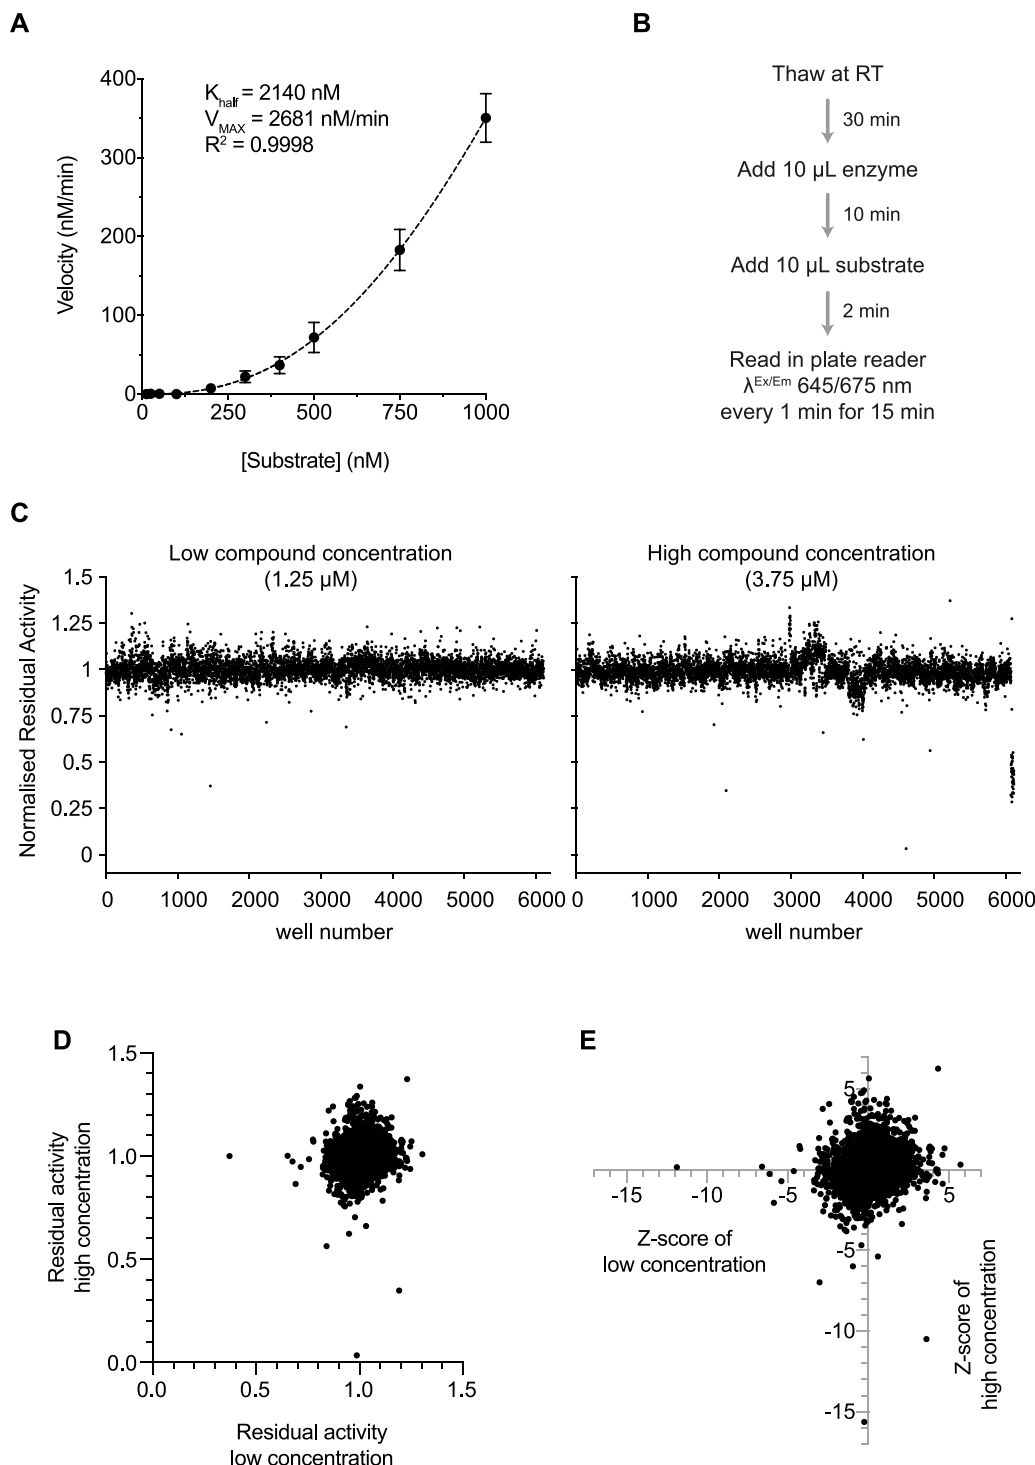 A
K_half = 2140 nM
V_MAX = 2681 nM/min
R² = 0.9998
Velocity (nM/min)
400
300
200
100
0
0
250
500
750
1000
[Substrate] (nM)
B
Thaw at RT
30 min
Add 10 µL enzyme
10 min
Add 10 µL substrate
2 min
Read in plate reader
λ^Ex/Em 645/675 nm
every 1 min for 15 min
C
Low compound concentration
(1.25 µM)
High compound concentration
(3.75 µM)
Normalised Residual Activity
1.5
1.25
1
0.75
0.5
0.25
0
0 1000 2000 3000 4000 5000 6000
well number
0 1000 2000 3000 4000 5000 6000
well number
D
Residual activity
high concentration
1.5
1.0
0.5
0.0
0.0 0.5 1.0 1.5
Residual activity
low concentration
E
5
-15 -10 -5 5
Z-score of
low concentration
-5
-10
-15
Z-score of
high concentration